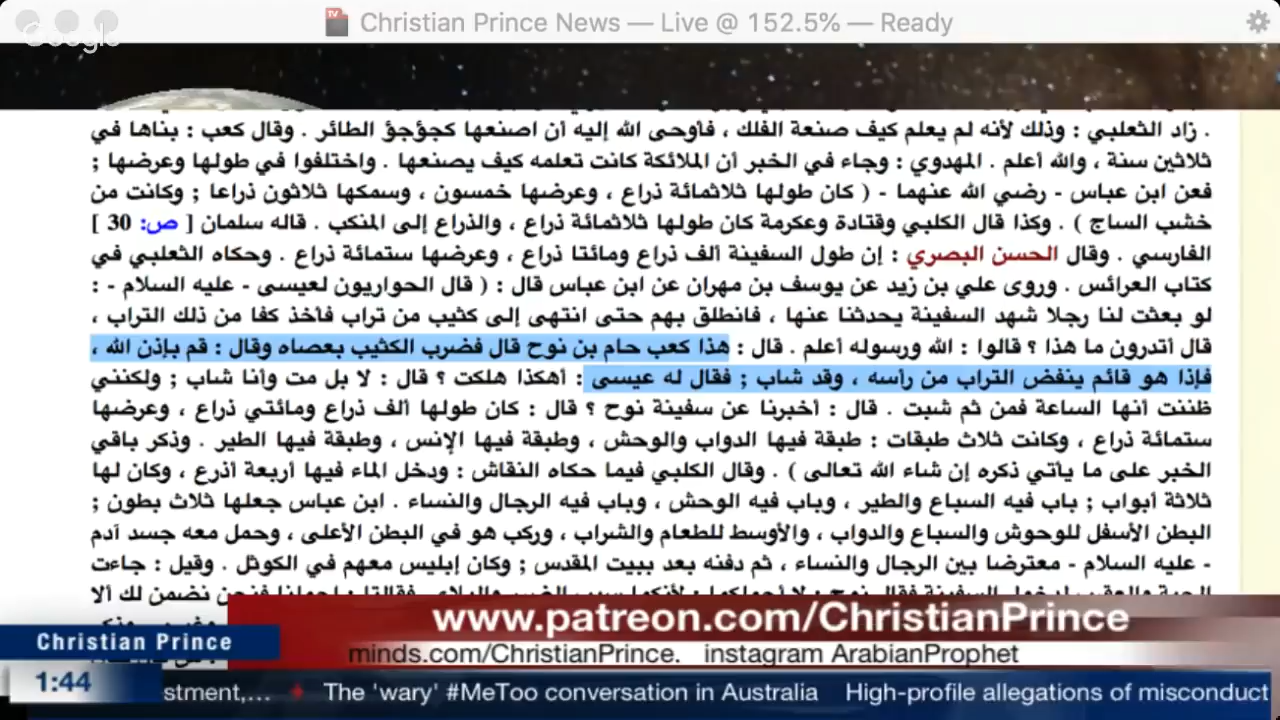 Christian Prince News — Live @ 152.5% — Ready
Google
. زاد الثعلبي : وذلك لأنه لم يعلم كيف صنعة الفلك ، فأوحى الله إليه أن اصنعها كجؤجؤ الطائر . وقال كعب : بناها في
ثلاثين سنة ، والله أعلم . المهدوي : وجاء في الخبر أن الملائكة كانت تعلمه كيف يصنعها . واختلفوا في طولها وعرضها ;
فعن ابن عباس - رضي الله عنهما - ( كان طولها ثلاثمائة ذراع ، وعرضها خمسون ، وسمكها ثلاثون ذراعا ; وكانت من
خشب الساج ) . وكذا قال الكلبي وقتادة وعكرمة كان طولها ثلاثمائة ذراع ، والذراع إلى المنكب . قاله سلمان [ ص: 30 ]
الفارسي . وقال الحسن البصري : إن طول السفينة ألف ذراع ومائتا ذراع ، وعرضها ستمائة ذراع . وحكاه الثعلبي في
كتاب العرائس . وروى علي بن زيد عن يوسف بن مهران عن ابن عباس قال : ( قال الحواريون لعيسى - عليه السلام - :
لو بعثت لنا رجلا شهد السفينة يحدثنا عنها ، فانطلق بهم حتى انتهى إلى كثيب من تراب فأخذ كفا من ذلك التراب ،
قال أتدرون ما هذا ؟ قالوا : الله ورسوله أعلم . قال : هذا كعب حام بن نوح قال فضرب الكثيب بعصاه وقال : قم بإذن الله ،
فإذا هو قائم ينفض التراب من رأسه ، وقد شاب ; فقال له عيسى : أهكذا هلكت ؟ قال : لا بل مت وأنا شاب ; ولكنني
ظننت أنها الساعة فمن ثم شبت . قال : أخبرنا عن سفينة نوح ؟ قال : كان طولها ألف ذراع ومائتي ذراع ، وعرضها
ستمائة ذراع ، وكانت ثلاث طبقات : طبقة فيها الدواب والوحش ، وطبقة فيها الإنس ، وطبقة فيها الطير . وذكر باقي
الخبر على ما يأتي ذكره إن شاء الله تعالى ) . وقال الكلبي فيما حكاه النقاش : ودخل الماء فيها أربعة أذرع ، وكان لها
ثلاثة أبواب ; باب فيه السباع والطير ، وباب فيه الوحش ، وباب فيه الرجال والنساء . ابن عباس جعلها ثلاث بطون ;
البطن الأسفل للوحوش والسباع والدواب ، والأوسط للطعام والشراب ، وركب هو في البطن الأعلى ، وحمل معه جسد آدم
- عليه السلام - معترضا بين الرجال والنساء ، ثم دفنه بعد ببيت المقدس ; وكان إبليس معهم في الكوثل . وقيل : جاءت
www.patreon.com/ChristianPrince
Christian Prince
minds.com/ChristianPrince. instagram ArabianProphet
1:44
stment,... The 'wary' #MeToo conversation in Australia High-profile allegations of misconduct